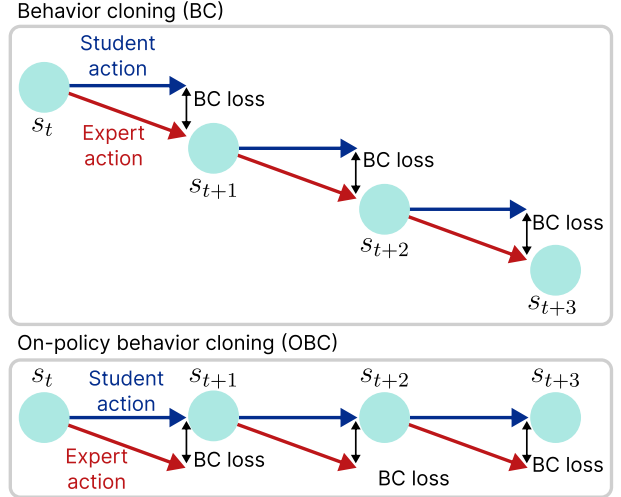 Behavior cloning (BC)
Student
action
BC loss
s_t
Expert
action
s_{t+1}
BC loss
s_{t+2}
BC loss
s_{t+3}
On-policy behavior cloning (OBC)
s_t
Student
action
s_{t+1}
s_{t+2}
s_{t+3}
Expert
action
BC loss
BC loss
BC loss